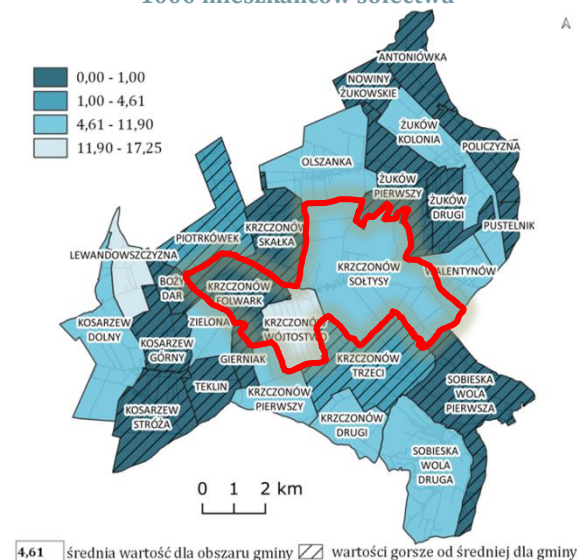 1000 mieszkańców sołectwa
A
0,00 - 1,00
1,00 - 4,61
4,61 - 11,90
11,90 - 17,25
ANTONIÓWKA
NOWINY
ŻUKOWSKIE
ŻUKÓW
KOLONIA
POLICZYZNA
OLSZANKA
ŻUKÓW
PIERWSZY
ŻUKÓW
DRUGI
PUSTELNIK
KRZCZONÓW
SKAŁKA
PIOTRKÓWEK
LEWANDOWSZCZYZNA
WALENTYNÓW
KRZCZONÓW
SOŁTYSY
BOŻY
DAR
KRZCZONÓW
FOLWARK
KOSARZEW
DOLNY
ZIELONA
KRZCZONÓW
WÓJTOSTWO
KOSARZEW
GÓRNY
GIERNIAK
KRZCZONÓW
TRZECI
TEKLIN
SOBIESKA
WOLA
PIERWSZA
KRZCZONÓW
PIERWSZY
KOSARZEW
STRÓŻA
KRZCZONÓW
DRUGI
SOBIESKA
WOLA
DRUGA
0 1 2 km
4,61 średnia wartość dla obszaru gminy wartości gorsze od średniej dla gminy